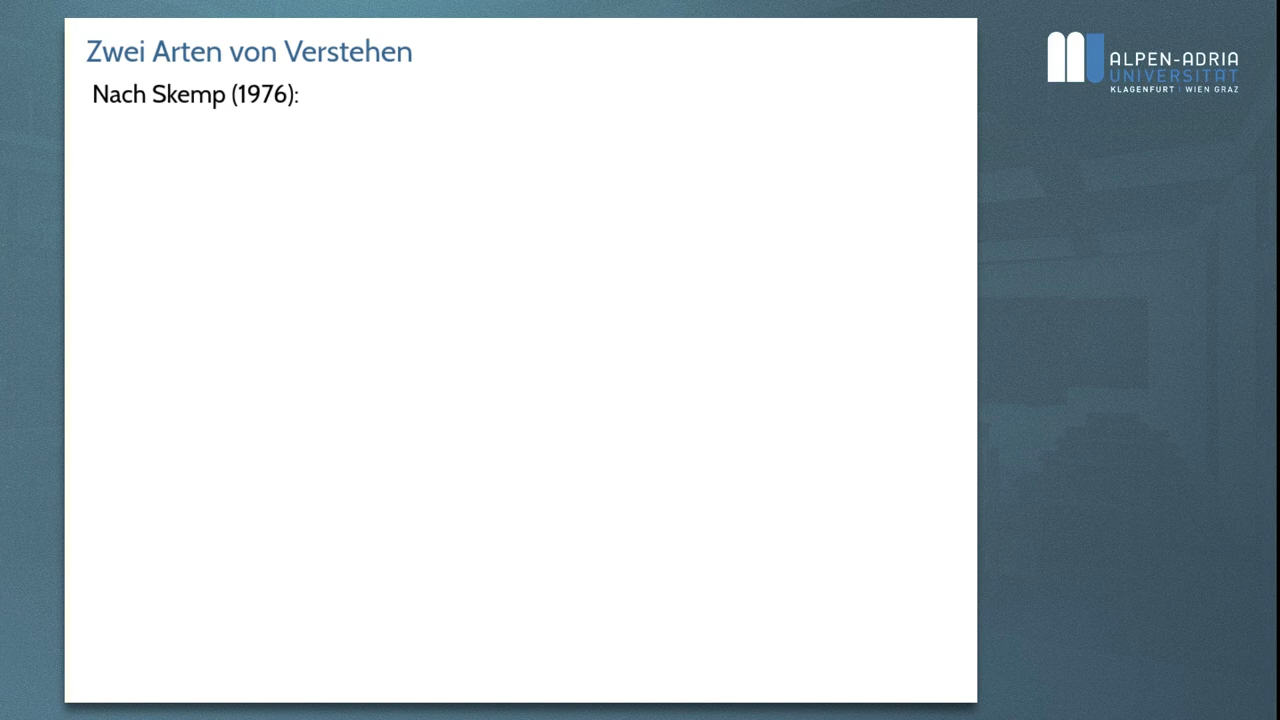 Zwei Arten von Verstehen
Nach Skemp (1976):
ALPEN-ADRIA
UNIVERSITÄT
KLAGENFURT | WIEN GRAZ